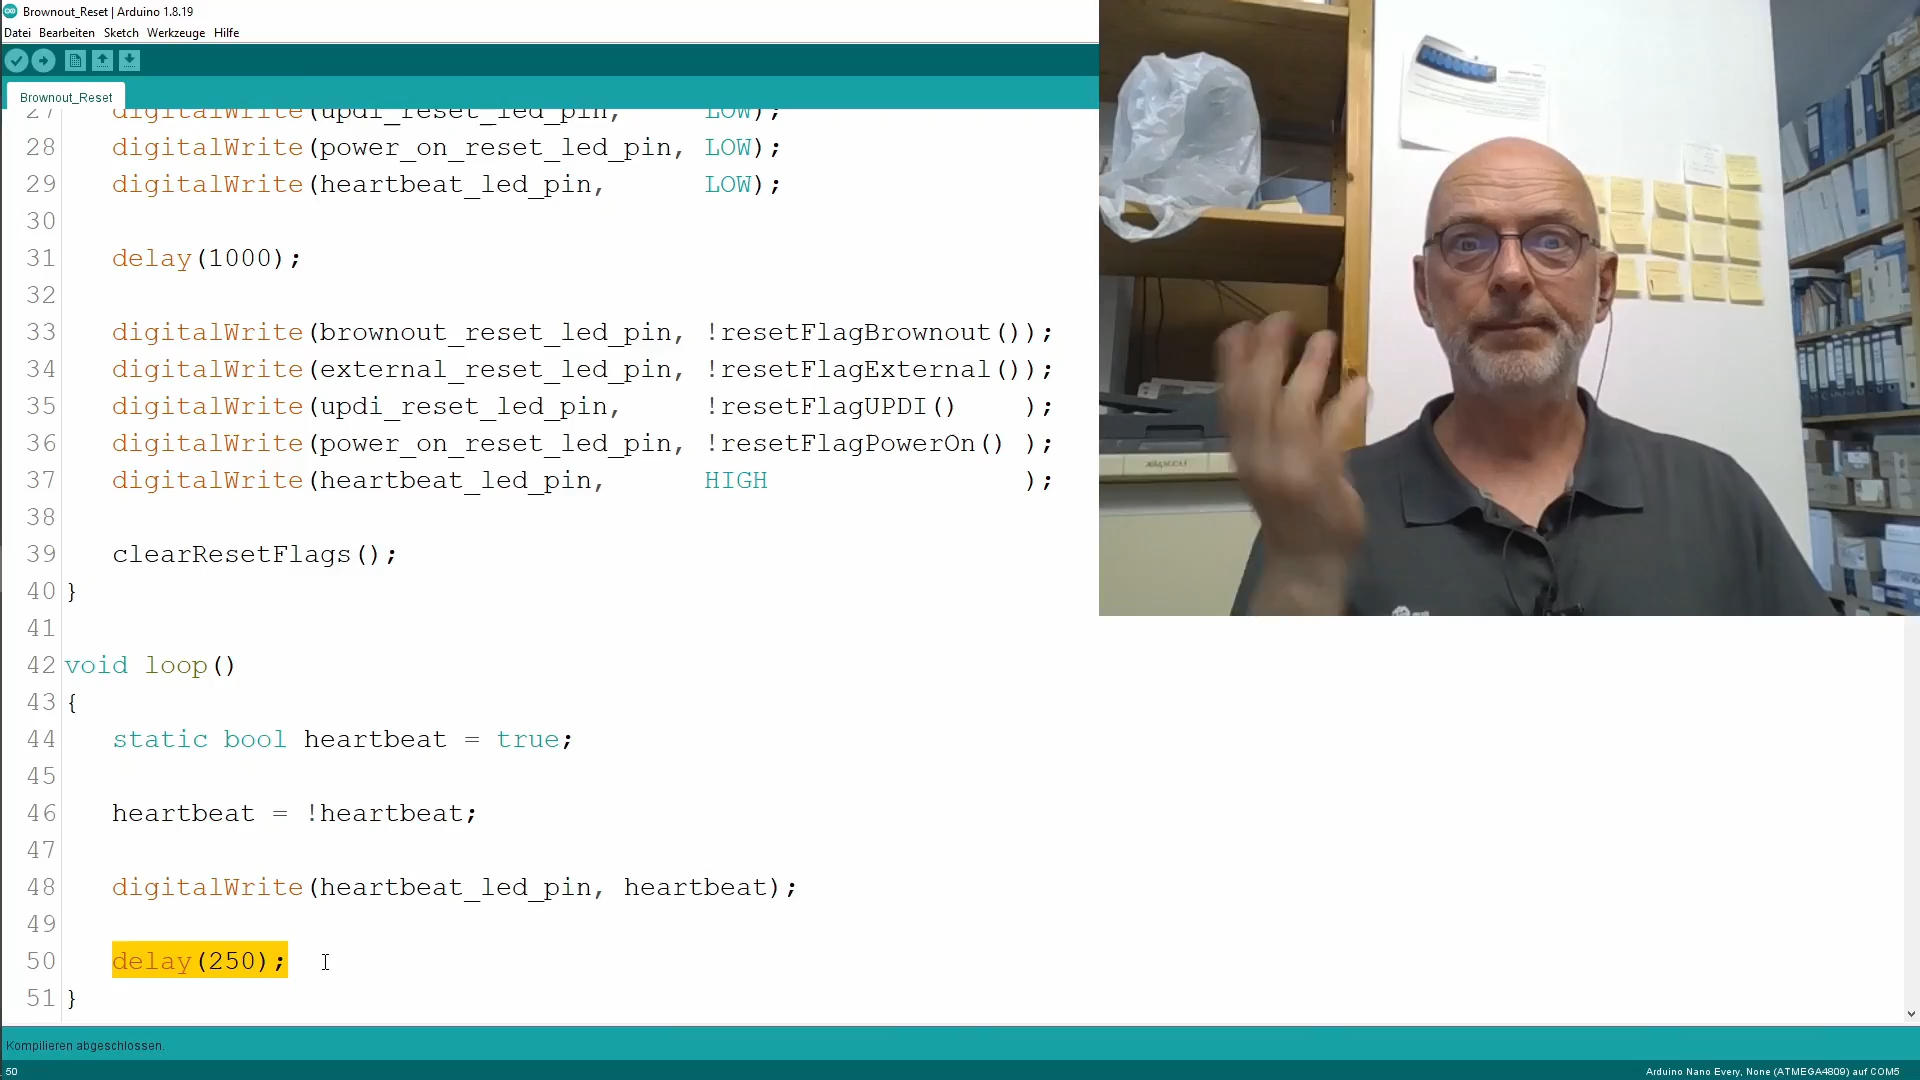 Brownout_Reset | Arduino 1.8.19
Datei Bearbeiten Sketch Werkzeuge Hilfe
Brownout_Reset
27 digitalWrite(updi_reset_led_pin, LOW);
28 digitalWrite(power_on_reset_led_pin, LOW);
29 digitalWrite(heartbeat_led_pin, LOW);
30
31 delay(1000);
32
33 digitalWrite(brownout_reset_led_pin, !resetFlagBrownout());
34 digitalWrite(external_reset_led_pin, !resetFlagExternal());
35 digitalWrite(updi_reset_led_pin, !resetFlagUPDI() );
36 digitalWrite(power_on_reset_led_pin, !resetFlagPowerOn() );
37 digitalWrite(heartbeat_led_pin, HIGH );
38
39 clearResetFlags();
40 }
41
42 void loop()
43 {
44 static bool heartbeat = true;
45
46 heartbeat = !heartbeat;
47
48 digitalWrite(heartbeat_led_pin, heartbeat);
49
50 delay(250);
51 }
Kompilieren abgeschlossen.
50
Arduino Nano Every, None (ATMEGA4809) auf COM5